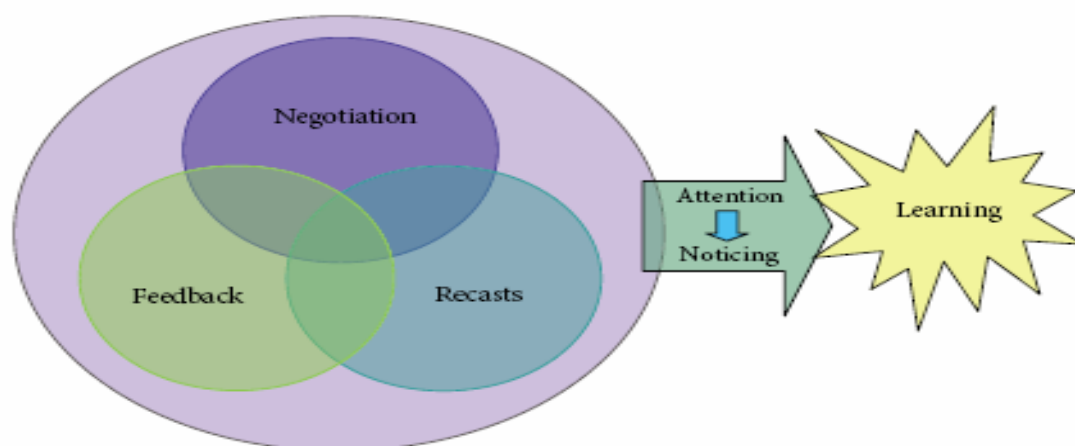 Negotiation
Feedback
Recasts
Attention
Noticing
Learning